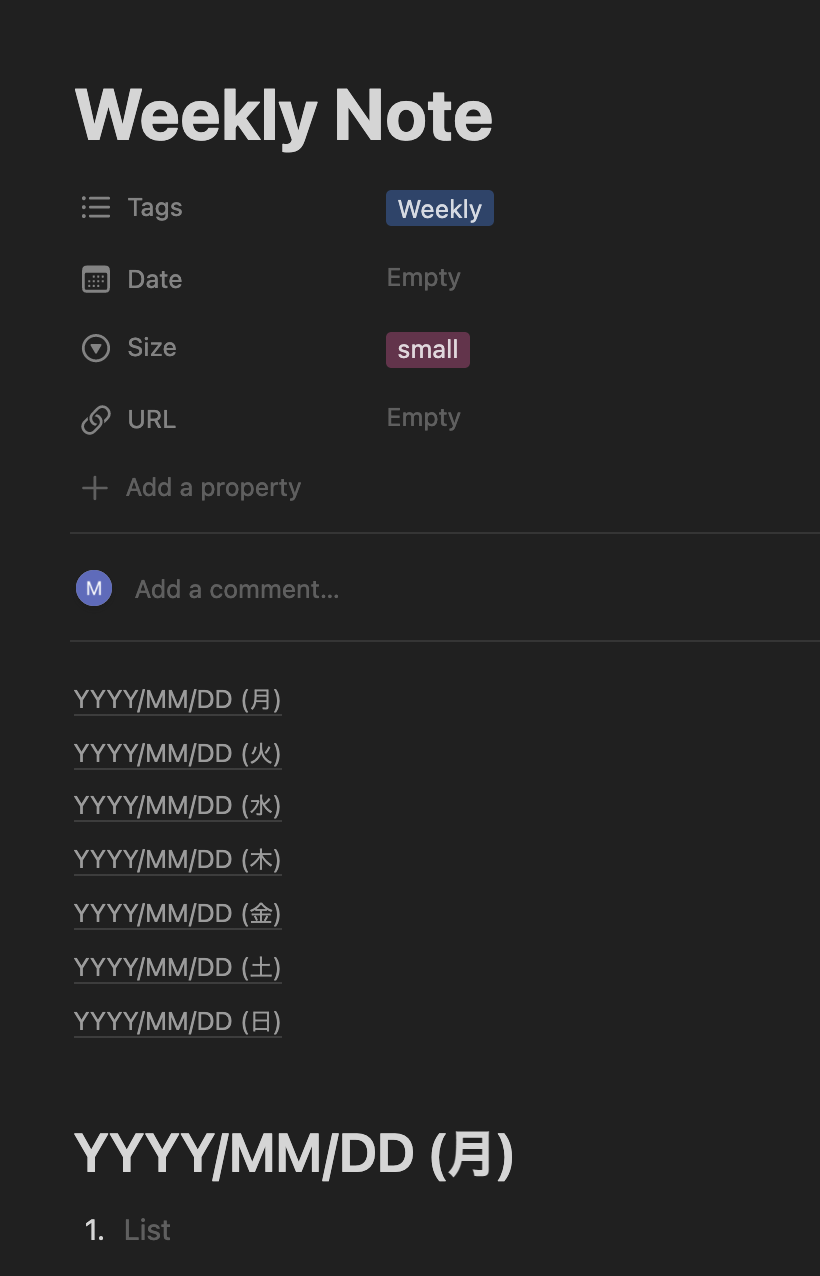 Weekly Note
Tags Weekly
Date Empty
Size small
URL Empty
Add a property
M Add a comment...
YYYY/MM/DD (月)
YYYY/MM/DD (火)
YYYY/MM/DD (水)
YYYY/MM/DD (木)
YYYY/MM/DD (金)
YYYY/MM/DD (土)
YYYY/MM/DD (日)
YYYY/MM/DD (月)
1. List